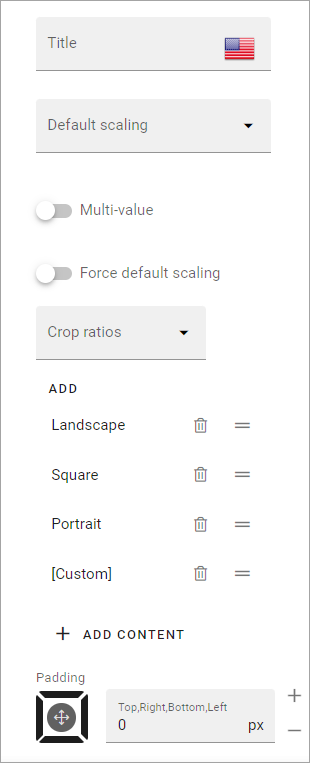 Title
Default scaling
Multi-value
Force default scaling
Crop ratios
ADD
Landscape
Square
Portrait
[Custom]
ADD CONTENT
Padding
Top,Right,Bottom,Left
0 px